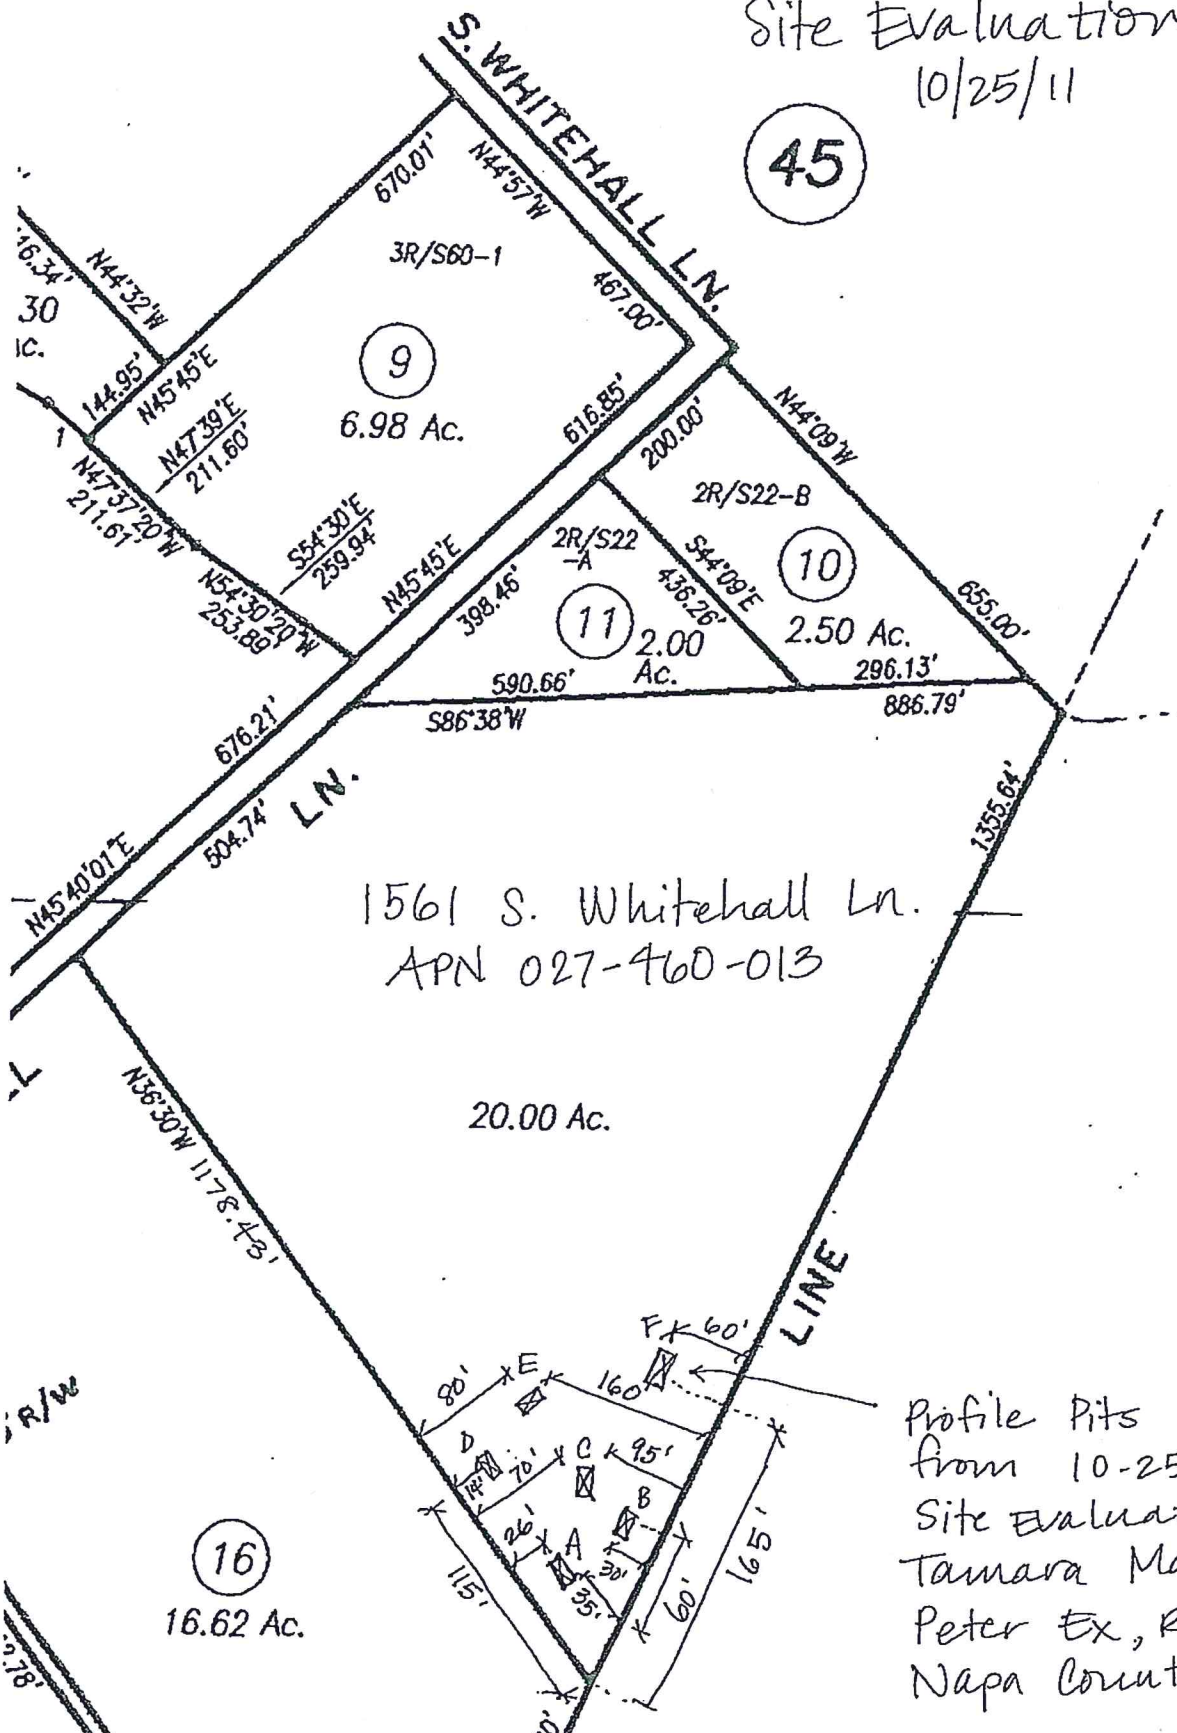 Site Evaluation
10/25/11
45
S. WHITEHALL LN.
670.01'
N44°57'W
467.00'
3R/S60-1
9
6.98 Ac.
16.34'
N44°32'W
30
144.95'
N45°45'E
1
N47°39'E
211.60'
N47°37'20"W
211.61'
S54°30'E
259.94'
N54°30'20"W
253.89'
616.85'
N45°45'E
200.00'
N44°09'W
655.00'
2R/S22-B
10
2.50 Ac.
2R/S22
-A
S44°09'E
436.26'
11
2.00
Ac.
398.46'
590.66'
296.13'
S86°38'W
886.79'
676.21'
504.74'
LN.
N45°40'01"E
1355.64'
1561 S. Whitehall Ln.
APN 027-460-013
20.00 Ac.
N36°30'W 1178.43'
LINE
F 60'
80' E 160
D 70' C 95'
14'
26' A B
30'
35'
115'
60'
165'
R/W
16
16.62 Ac.
2.78'
Profile Pits
from 10-25
Site Evalua
Tamara Ma
Peter Ex, R
Napa Count